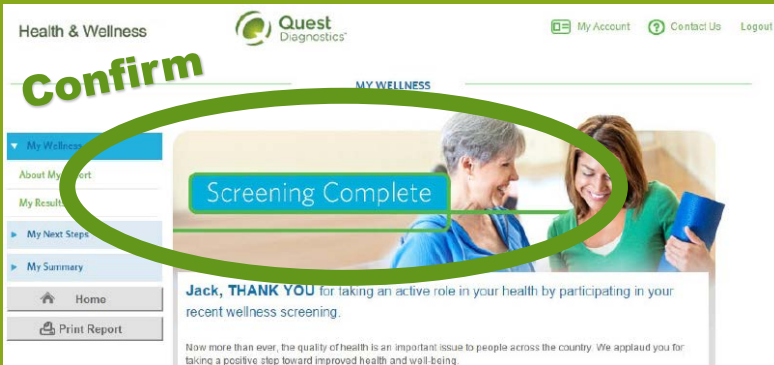 Health & Wellness
Quest
Diagnostics™
My Account
Contact Us
Logout
Confirm
MY WELLNESS
My Wellness
About My
My Results
My Next Steps
My Summary
Home
Print Report
Screening Complete
Jack, THANK YOU for taking an active role in your health by participating in your
recent wellness screening.
Now more than ever, the quality of health is an important issue to people across the country. We applaud you for
taking a positive step toward improved health and well-being.